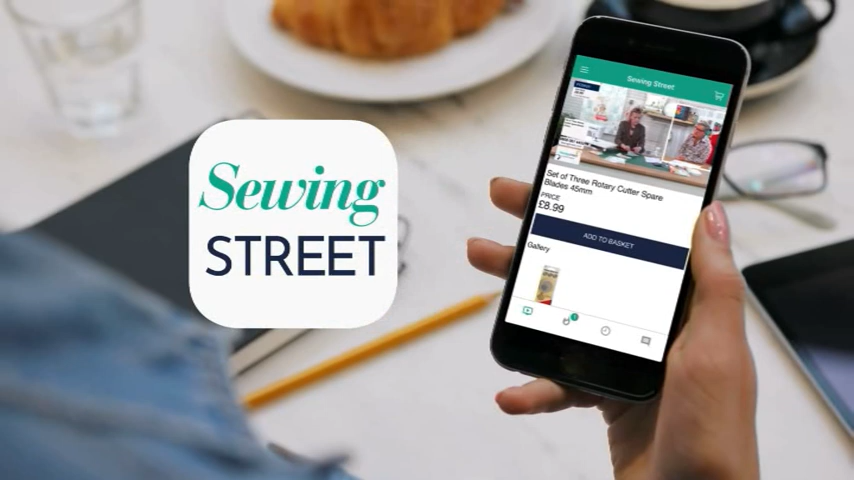 Sewing
STREET
Sewing Street
Set of Three Rotary Cutter Spare
Blades 45mm
PRICE
£8.99
ADD TO BASKET
Gallery